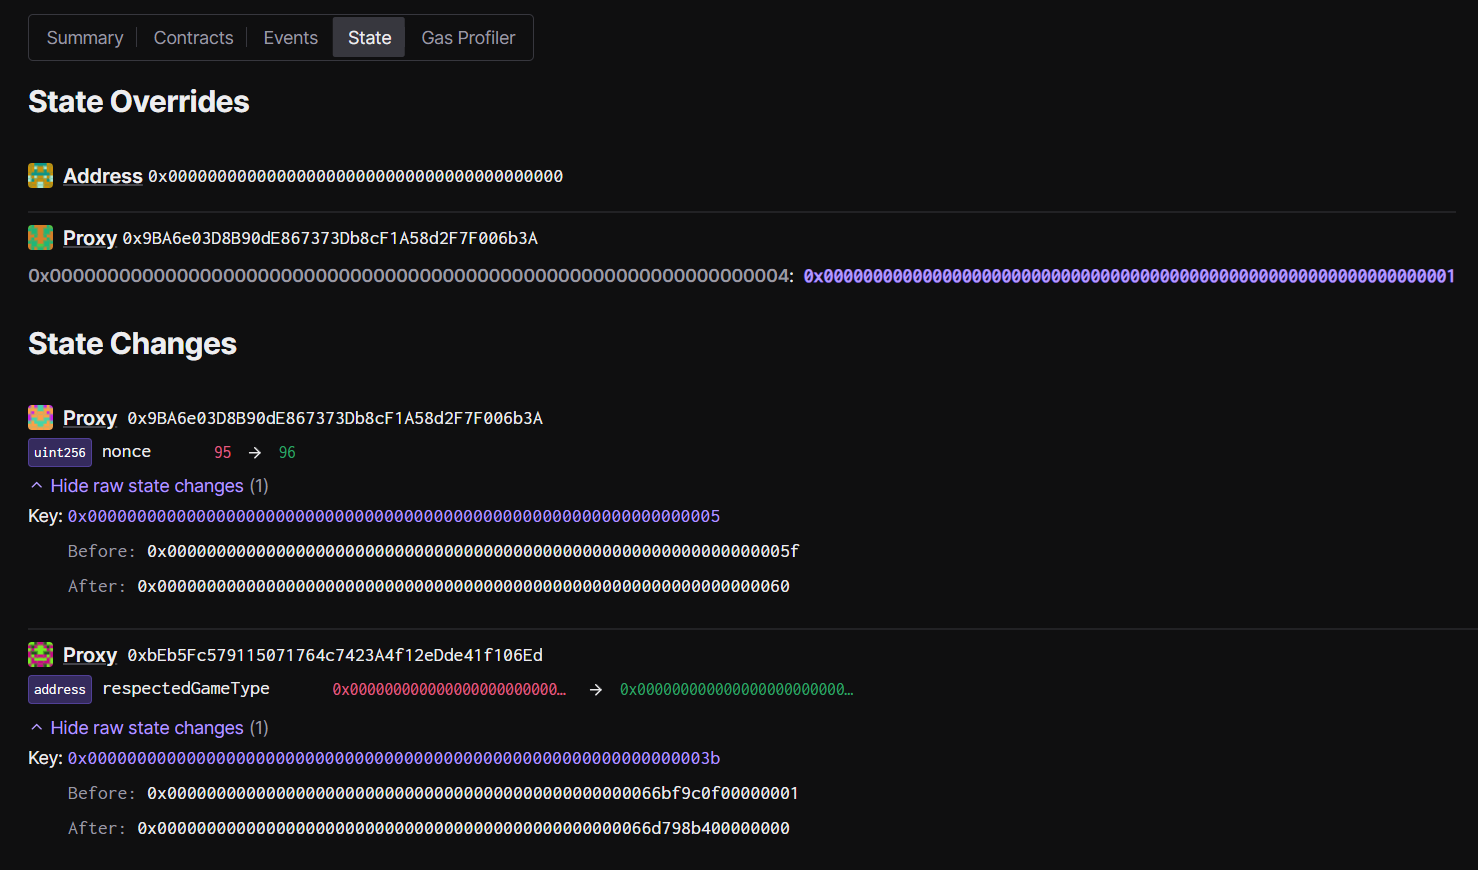 Summary
Contracts
Events
State
Gas Profiler
State Overrides
Address 0x0000000000000000000000000000000000000000
Proxy 0x9BA6e03D8B90dE867373Db8cF1A58d2F7F006b3A
0x0000000000000000000000000000000000000000000000000000000000000004: 0x0000000000000000000000000000000000000000000000000000000000000001
State Changes
Proxy 0x9BA6e03D8B90dE867373Db8cF1A58d2F7F006b3A
uint256 nonce 95 → 96
Hide raw state changes (1)
Key: 0x0000000000000000000000000000000000000000000000000000000000000005
Before: 0x000000000000000000000000000000000000000000000000000000000000005f
After: 0x0000000000000000000000000000000000000000000000000000000000000060
Proxy 0xbEb5Fc579115071764c7423A4f12eDde41f106Ed
address respectedGameType 0x000000000000000000000… → 0x000000000000000000000…
Hide raw state changes (1)
Key: 0x000000000000000000000000000000000000000000000000000000000000003b
Before: 0x00000000000000000000000000000000000000000000000066bf9c0f00000001
After: 0x00000000000000000000000000000000000000000000000066d798b400000000